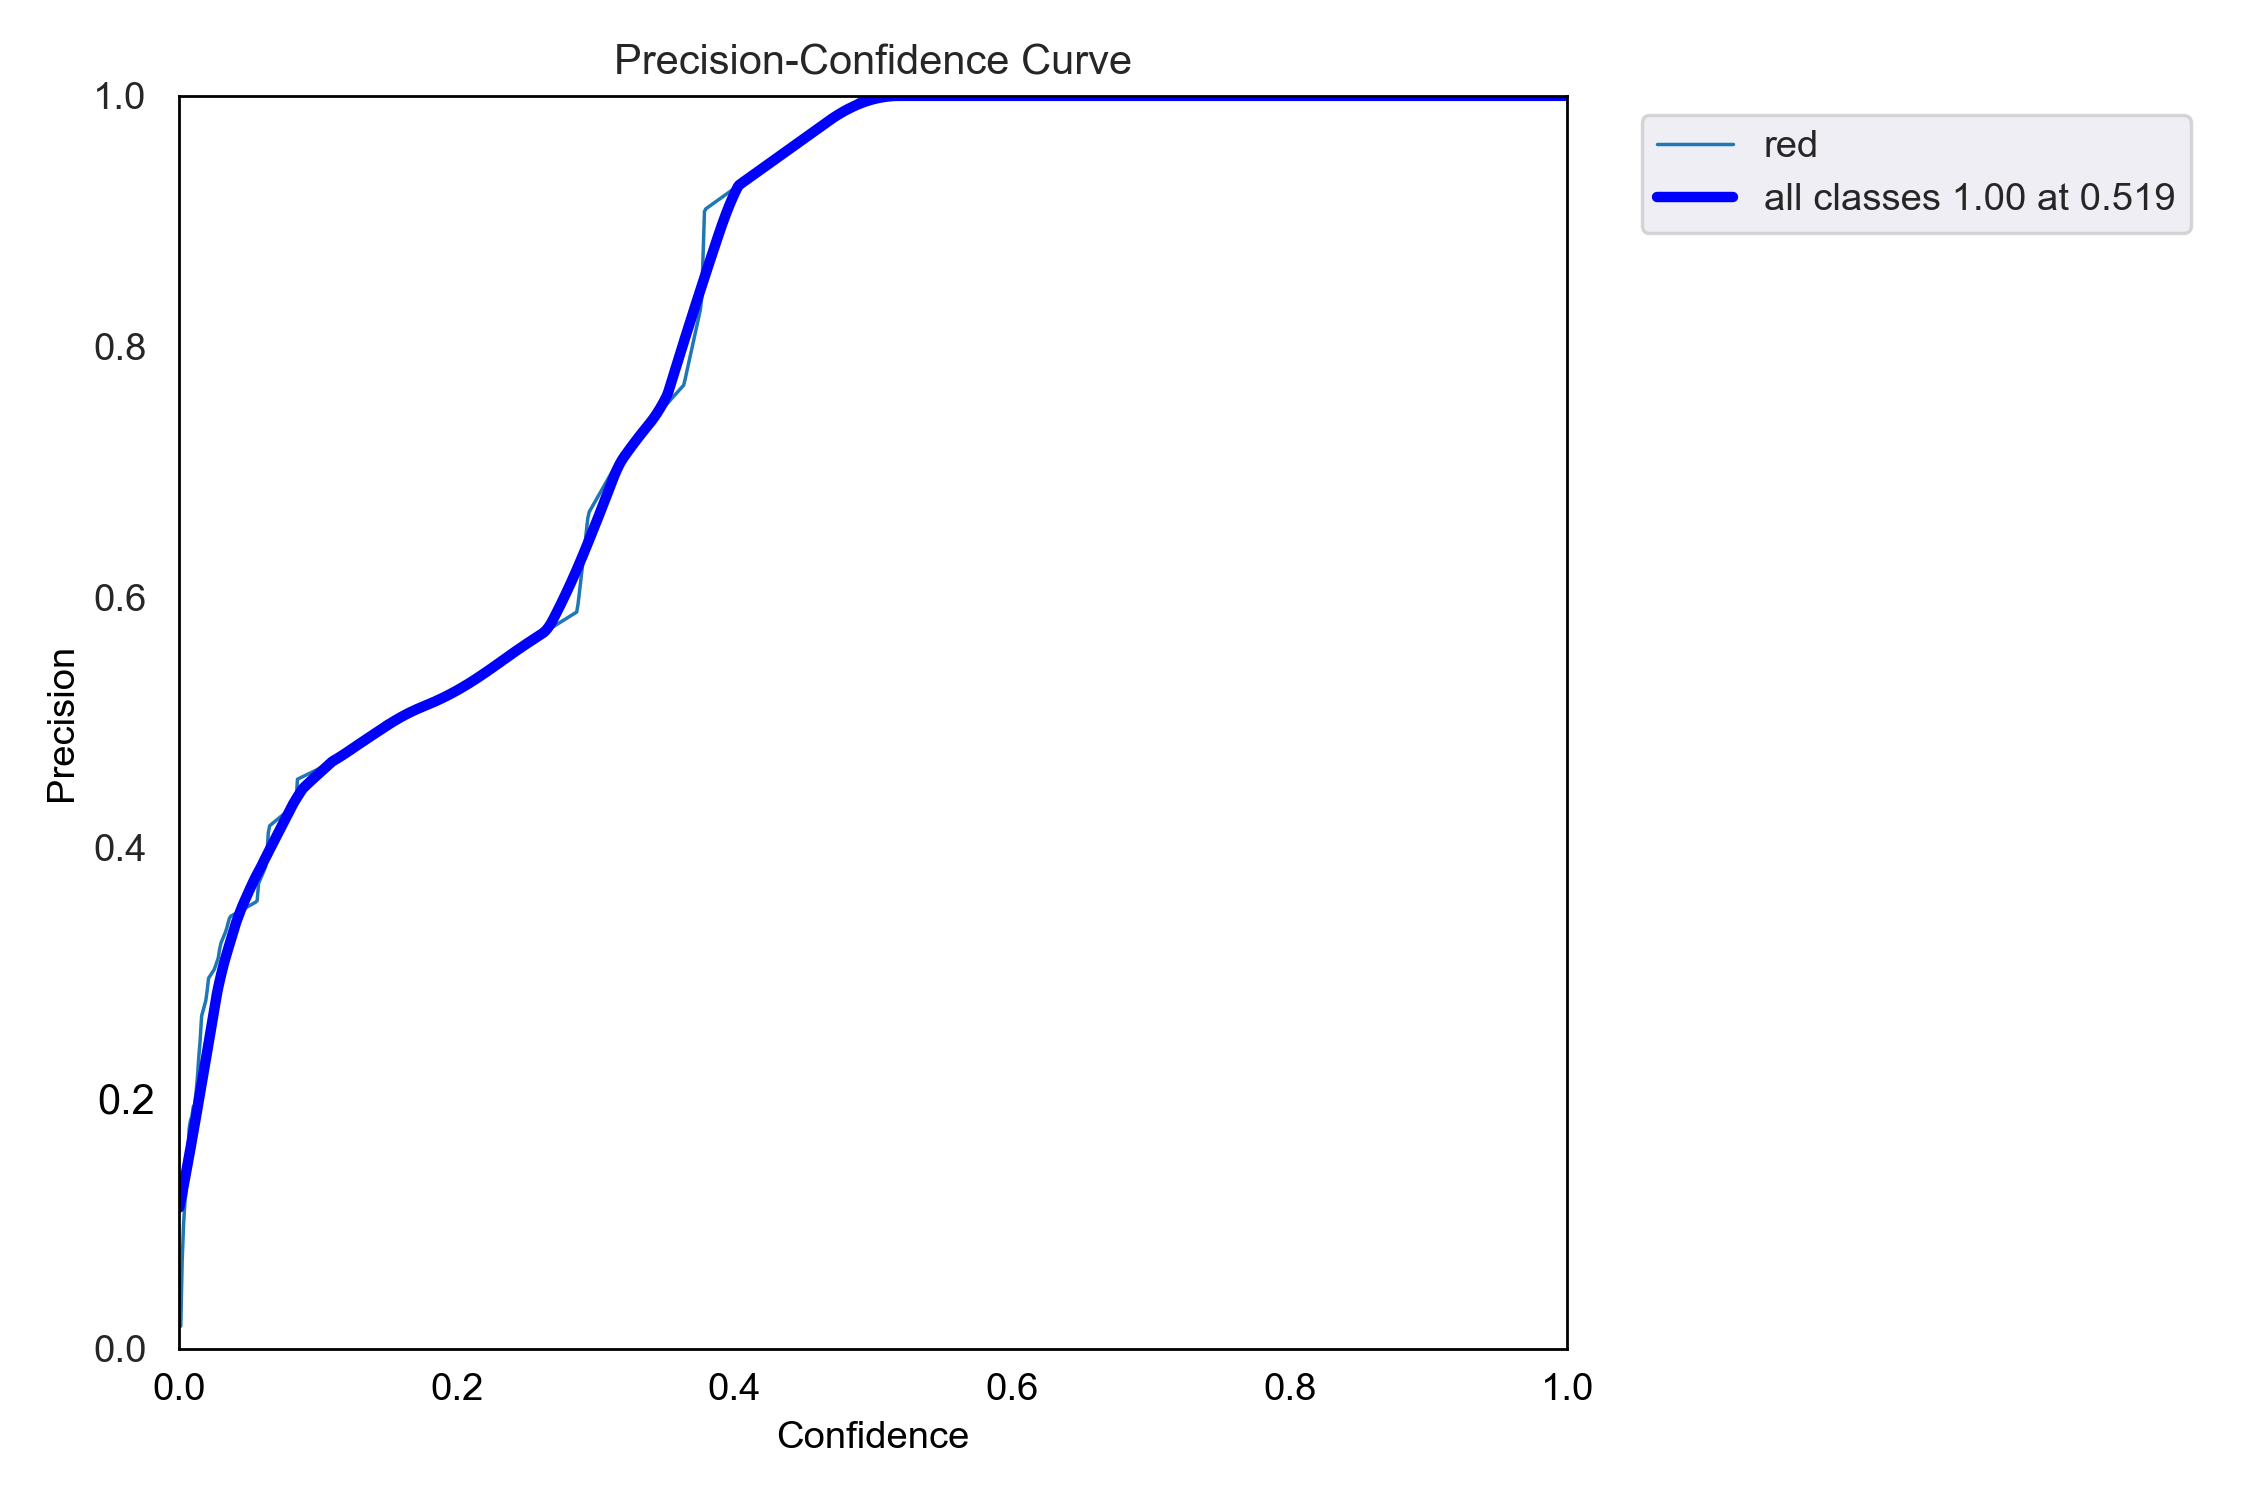 Precision-Confidence Curve
1.0
0.8
0.6
0.4
0.2
0.0
Precision
0.0 0.2 0.4 0.6 0.8 1.0
Confidence
red
all classes 1.00 at 0.519